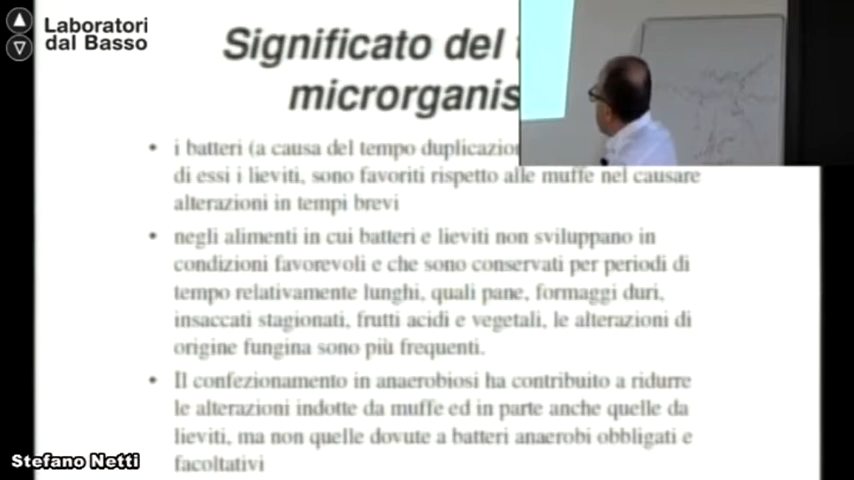 Laboratori
dal Basso
Significato del
microrganis
• i batteri (a causa del tempo duplicazion
di essi i lieviti, sono favoriti rispetto alle muffe nel causare
alterazioni in tempi brevi
• negli alimenti in cui batteri e lieviti non sviluppano in
condizioni favorevoli e che sono conservati per periodi di
tempo relativamente lunghi, quali pane, formaggi duri,
insaccati stagionati, frutti acidi e vegetali, le alterazioni di
origine fungina sono più frequenti.
• Il confezionamento in anaerobiosi ha contribuito a ridurre
le alterazioni indotte da muffe ed in parte anche quelle da
lieviti, ma non quelle dovute a batteri anaerobi obbligati e
facoltativi
Stefano Netti